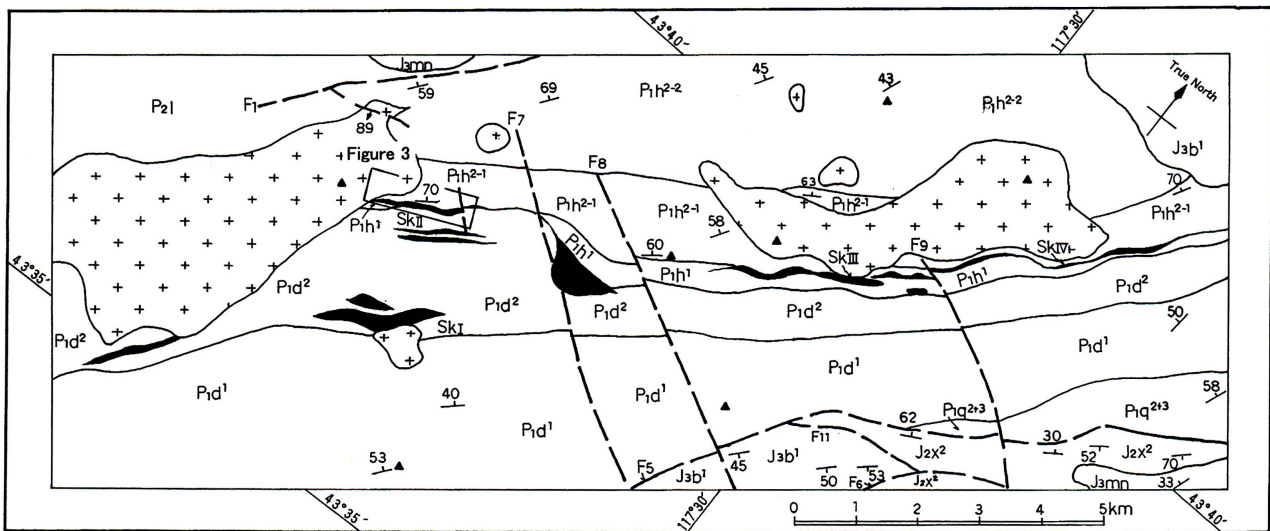 43°40′
117°30′
J3mn
45
43
True North
59
69
P2l
F1
P1h2-2
P1h2-2
89
F7
J3b1
Figure 3
F8
P1h2-1
63
70
70
P1h2-1
P1h2-1
P1h2-1
P1h2-1
P1h1
SkII
58
F9
P1h1
60
SkIII
SkIV
43°35′
P1h1
P1h1
P1d2
P1d2
P1d2
P1d2
P1d2
P1d2
50
SkI
P1d1
P1d1
40
P1d1
P1d1
P1d1
58
62
P1q2+3
P1q2+3
F11
30
53
F5
J3b1
45
J3b1
J2x2
52
J2x2
50
F6
53
J2x2
J3mn
70
33
43°35′
117°30′
0 1 2 3 4 5km
43°40′